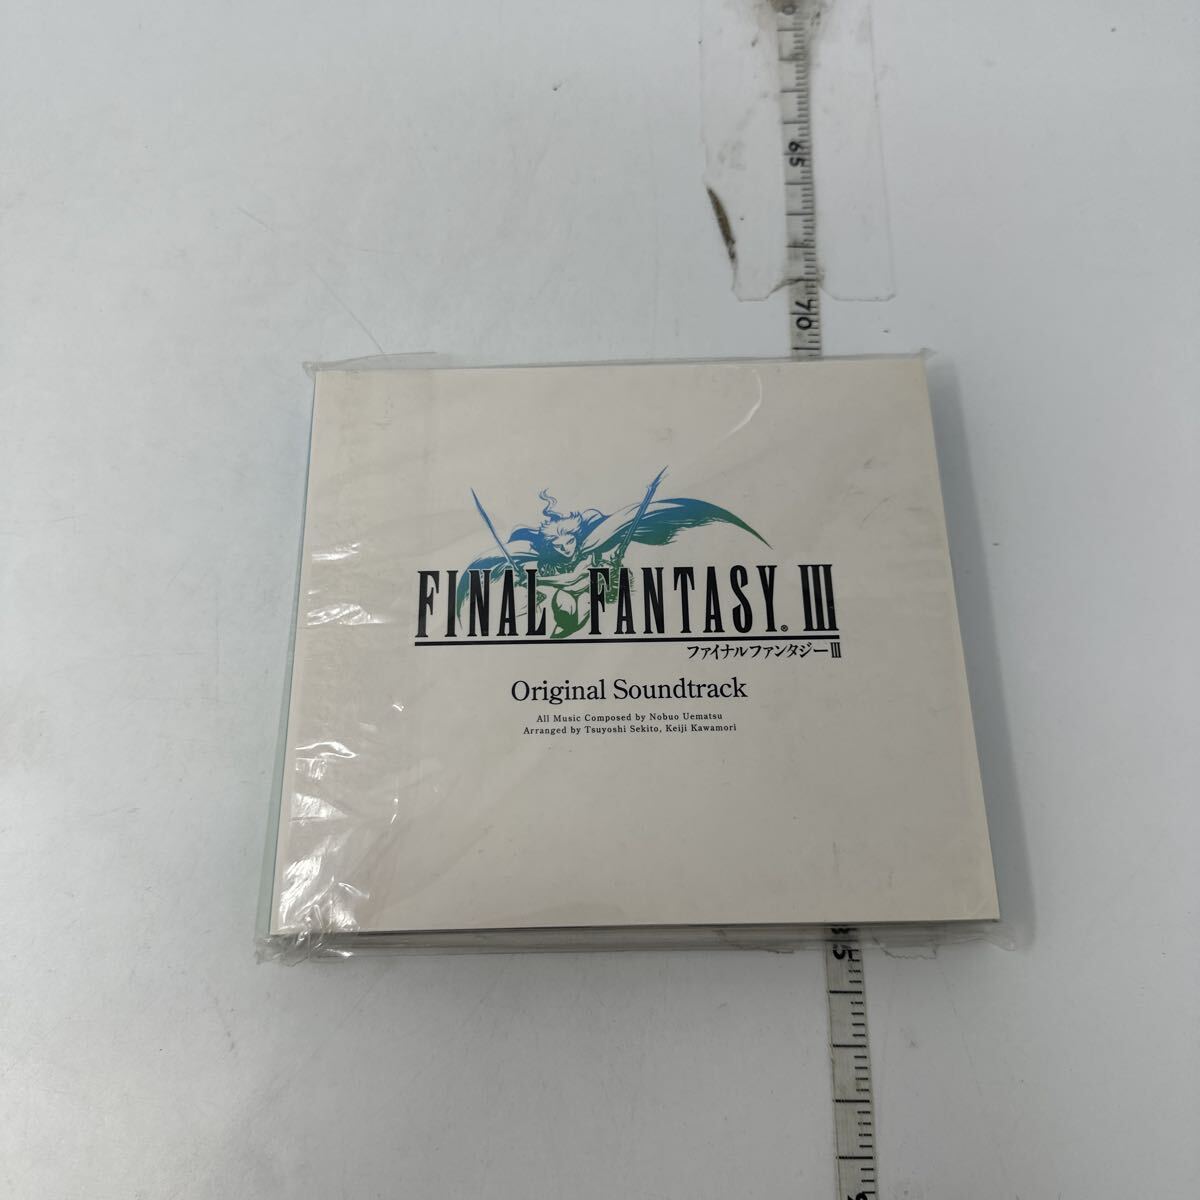 65
70
FINAL FANTASY® III
ファイナルファンタジーIII
Original Soundtrack
All Music Composed by Nobuo Uematsu
Arranged by Tsuyoshi Sekito, Keiji Kawamori